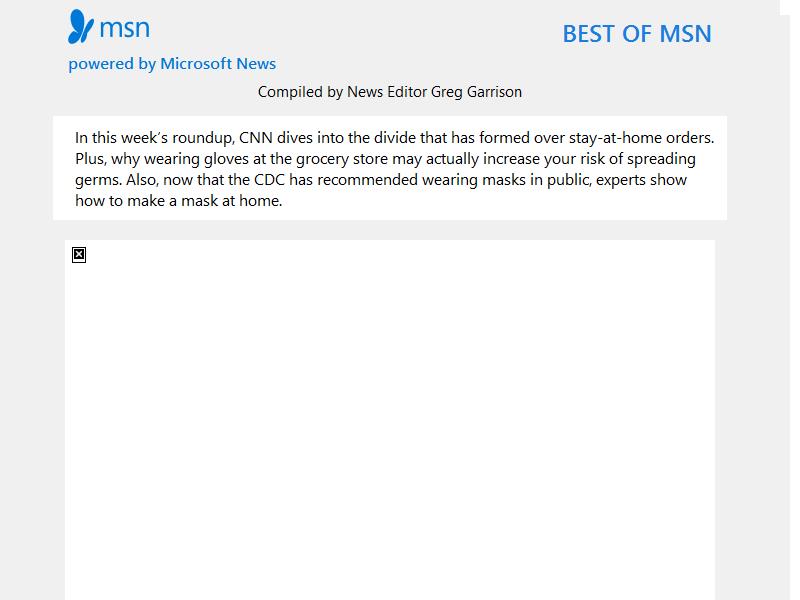 msn
BEST OF MSN
powered by Microsoft News
Compiled by News Editor Greg Garrison
In this week's roundup, CNN dives into the divide that has formed over stay-at-home orders.
Plus, why wearing gloves at the grocery store may actually increase your risk of spreading
germs. Also, now that the CDC has recommended wearing masks in public, experts show
how to make a mask at home.